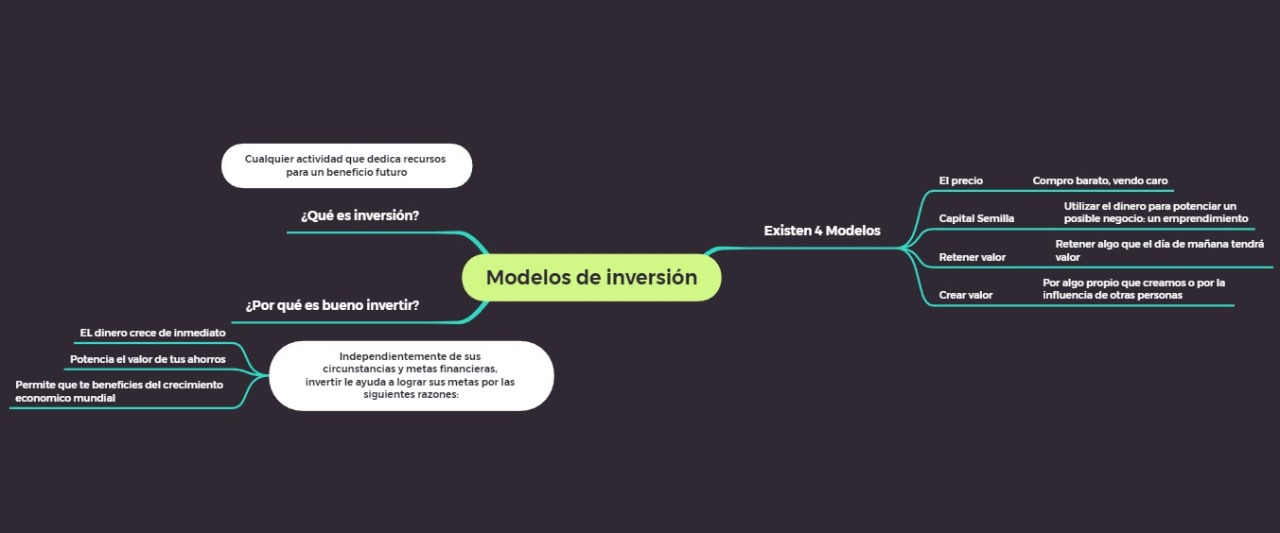 Modelos de inversión
Cualquier actividad que dedica recursos
para un beneficio futuro
¿Qué es inversión?
¿Por qué es bueno invertir?
Independientemente de sus
circunstancias y metas financieras,
invertir le ayuda a lograr sus metas por las
siguientes razones:
EL dinero crece de inmediato
Potencia el valor de tus ahorros
Permite que te beneficies del crecimiento
economico mundial
Existen 4 Modelos
El precio
Compro barato, vendo caro
Capital Semilla
Utilizar el dinero para potenciar un
posible negocio: un emprendimiento
Retener valor
Retener algo que el día de mañana tendrá
valor
Crear valor
Por algo propio que creamos o por la
influencia de otras personas